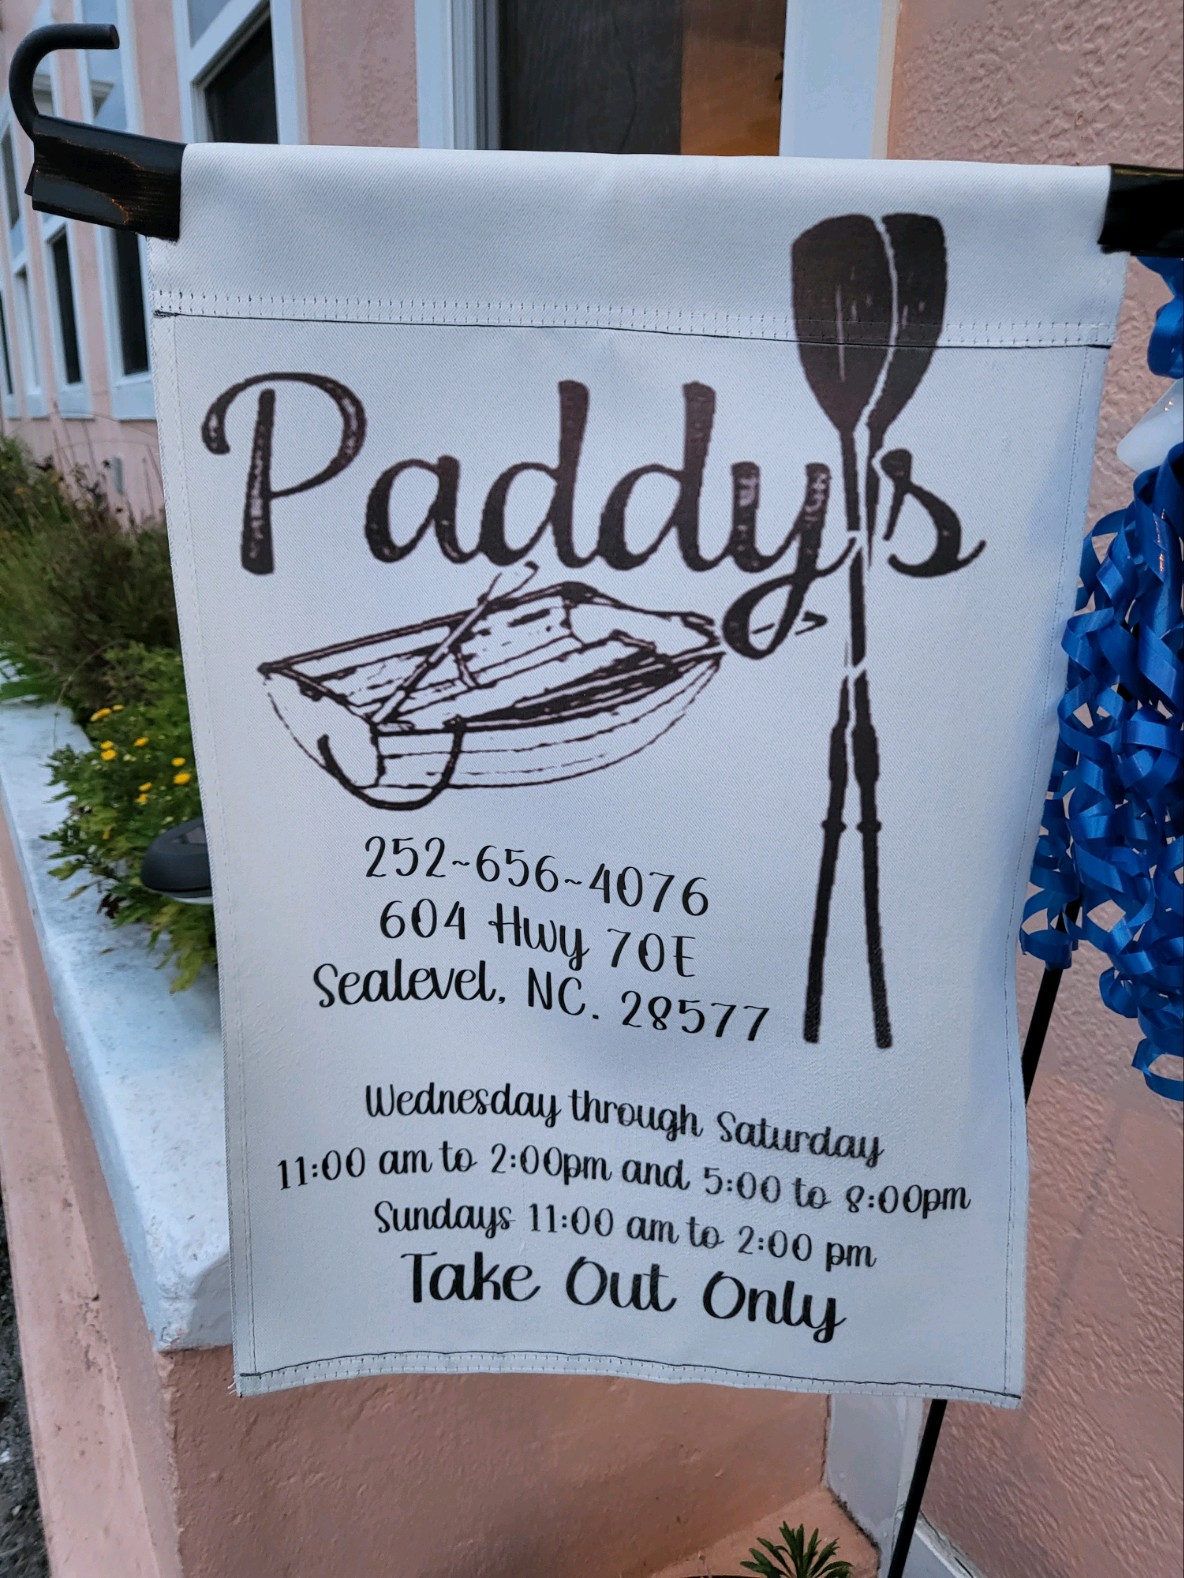 Paddy's
252~656~4076
604 Hwy 70E
Sealevel, NC. 28577
Wednesday through Saturday
11:00 am to 2:00pm and 5:00 to 8:00pm
Sundays 11:00 am to 2:00 pm
Take Out Only